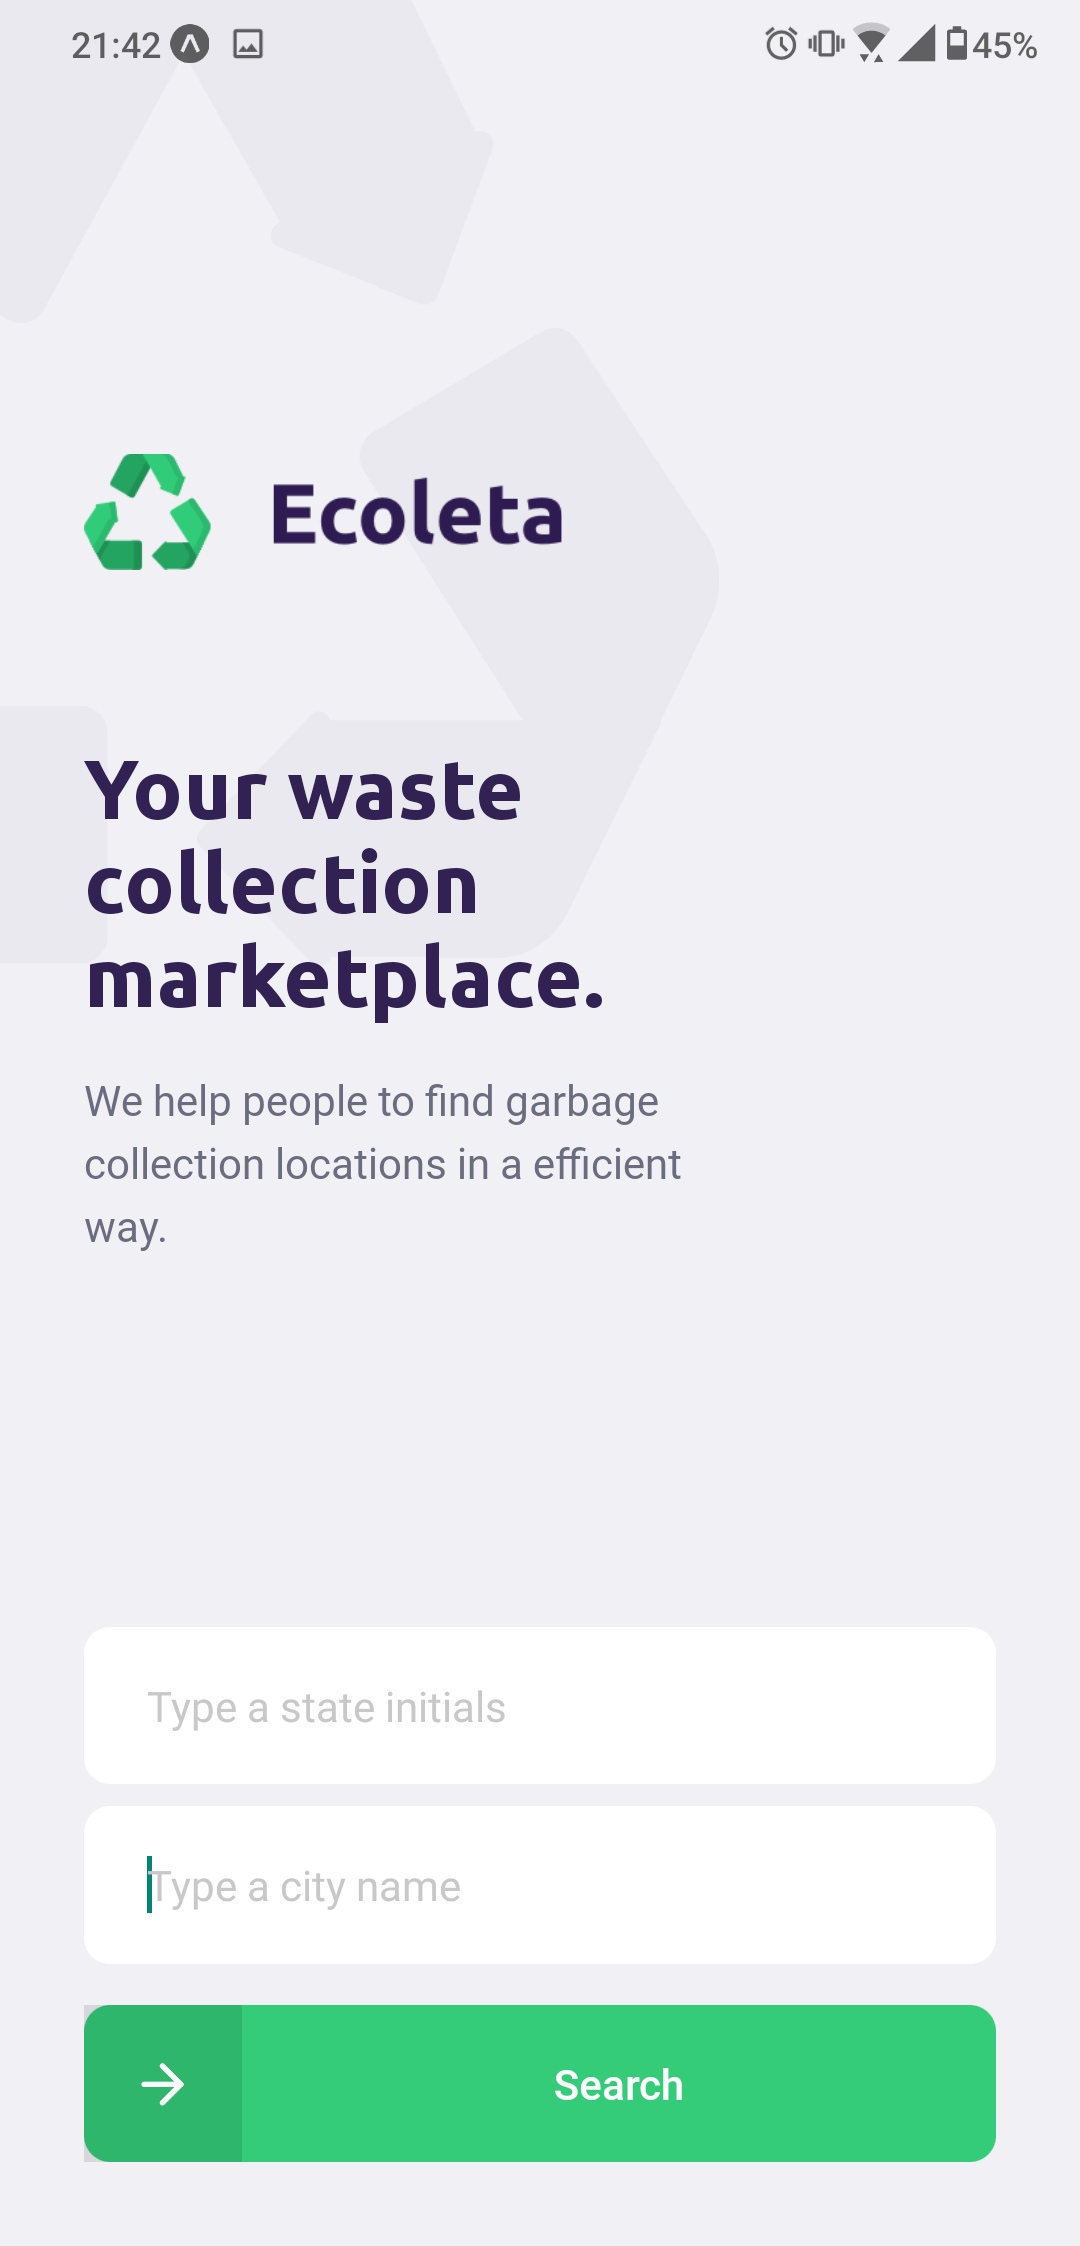 21:42 45%
Ecoleta
Your waste
collection
marketplace.
We help people to find garbage
collection locations in a efficient
way.
Type a state initials
Type a city name
Search